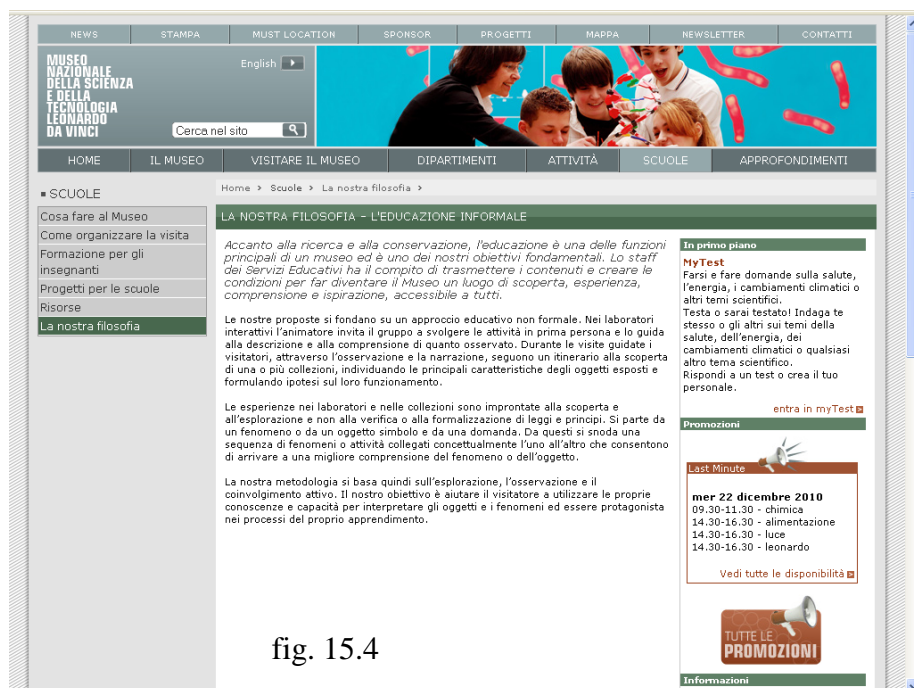 NEWS STAMPA MUST LOCATION SPONSOR PROGETTI MAPPA NEWSLETTER CONTATTI
MUSEO
NAZIONALE
DELLA SCIENZA
E DELLA
TECNOLOGIA
LEONARDO
DA VINCI
English
Cerca nel sito
HOME IL MUSEO VISITARE IL MUSEO DIPARTIMENTI ATTIVITÀ SCUOLE APPROFONDIMENTI
SCUOLE
Cosa fare al Museo
Come organizzare la visita
Formazione per gli
insegnanti
Progetti per le scuole
Risorse
La nostra filosofia
Home > Scuole > La nostra filosofia >
LA NOSTRA FILOSOFIA - L'EDUCAZIONE INFORMALE
Accanto alla ricerca e alla conservazione, l'educazione è una delle funzioni
principali di un museo ed è uno dei nostri obiettivi fondamentali. Lo staff
dei Servizi Educativi ha il compito di trasmettere i contenuti e creare le
condizioni per far diventare il Museo un luogo di scoperta, esperienza,
comprensione e ispirazione, accessibile a tutti.
Le nostre proposte si fondano su un approccio educativo non formale. Nei laboratori
interattivi l'animatore invita il gruppo a svolgere le attività in prima persona e lo guida
alla descrizione e alla comprensione di quanto osservato. Durante le visite guidate i
visitatori, attraverso l'osservazione e la narrazione, seguono un itinerario alla scoperta
di una o più collezioni, individuando le principali caratteristiche degli oggetti esposti e
formulando ipotesi sul loro funzionamento.
Le esperienze nei laboratori e nelle collezioni sono improntate alla scoperta e
all'esplorazione e non alla verifica o alla formalizzazione di leggi e principi. Si parte da
un fenomeno o da un oggetto simbolo e da una domanda. Da questi si snoda una
sequenza di fenomeni o attività collegati concettualmente l'uno all'altro che consentono
di arrivare a una migliore comprensione del fenomeno o dell'oggetto.
La nostra metodologia si basa quindi sull'esplorazione, l'osservazione e il
coinvolgimento attivo. Il nostro obiettivo è aiutare il visitatore a utilizzare le proprie
conoscenze e capacità per interpretare gli oggetti e i fenomeni ed essere protagonista
nei processi del proprio apprendimento.
In primo piano
MyTest
Farsi e fare domande sulla salute,
l'energia, i cambiamenti climatici o
altri temi scientifici.
Testa o sarai testato! Indaga te
stesso o gli altri sui temi della
salute, dell'energia, dei
cambiamenti climatici o qualsiasi
altro tema scientifico.
Rispondi a un test o crea il tuo
personale.
entra in myTest
Promozioni
Last Minute
mer 22 dicembre 2010
09.30-11.30 - chimica
14.30-16.30 - alimentazione
14.30-16.30 - luce
14.30-16.30 - leonardo
Vedi tutte le disponibilità
TUTTE LE
PROMOZIONI
Informazioni
fig. 15.4